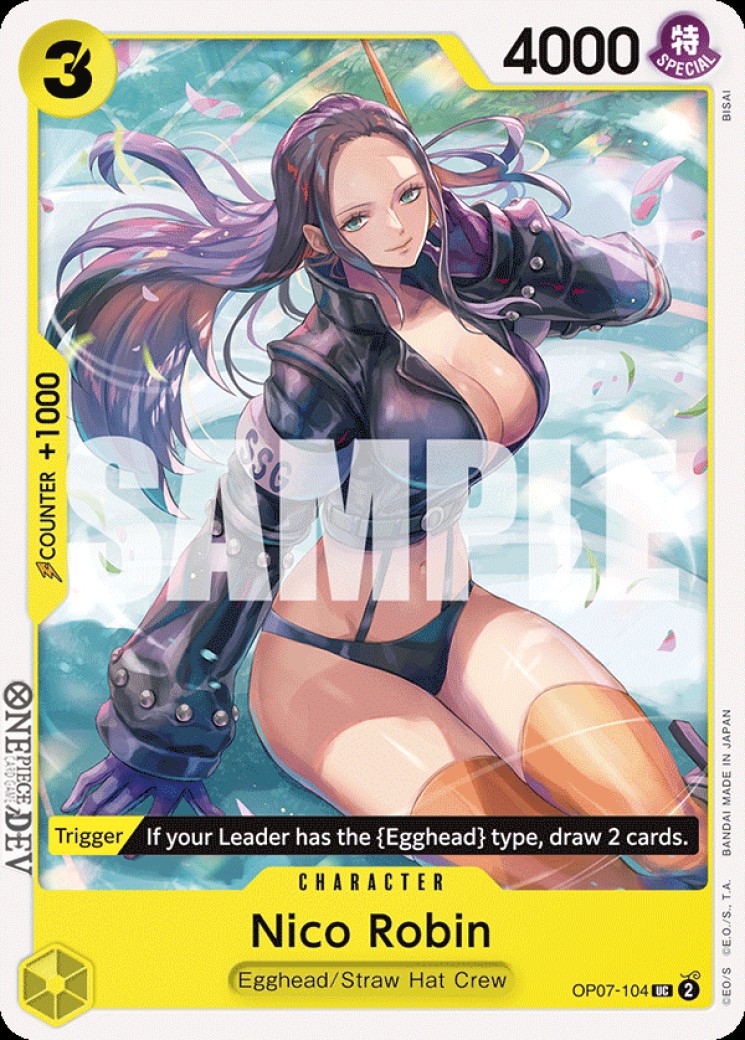 3
4000
特
SPECIAL
BISAI
COUNTER +1000
SSG
SAMPLE
ONE PIECE
CARD GAME
/DEV
Trigger If your Leader has the {Egghead} type, draw 2 cards.
CHARACTER
Nico Robin
Egghead/Straw Hat Crew
OP07-104 UC 2
©E.O/S ©E.O./S., T.A. BANDAI MADE IN JAPAN